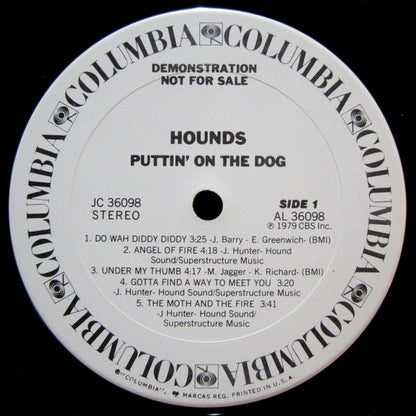 COLUMBIA COLUMBIA COLUMBIA COLUMBIA COLUMBIA COLUMBIA
DEMONSTRATION
NOT FOR SALE
HOUNDS
PUTTIN' ON THE DOG
JC 36098
STEREO
SIDE 1
AL 36098
℗ 1979 CBS Inc.
1. DO WAH DIDDY DIDDY 3:25 -J. Barry - E. Greenwich- (BMI)
2. ANGEL OF FIRE 4:18 -J. Hunter- Hound
Sound/Superstructure Music
3. UNDER MY THUMB 4:17 -M. Jagger - K. Richard- (BMI)
4. GOTTA FIND A WAY TO MEET YOU 3:20
-J Hunter- Hound Sound/Superstructure Music
5. THE MOTH AND THE FIRE 3:41
-J Hunter- Hound Sound/
Superstructure Music
"COLUMBIA", MARCAS REG. PRINTED IN U.S.A.